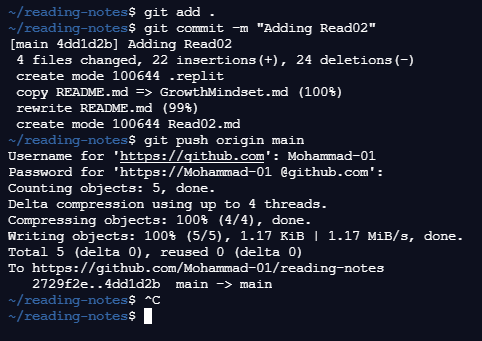 ~/reading-notes$ git add .
~/reading-notes$ git commit -m "Adding Read02"
[main 4dd1d2b] Adding Read02
 4 files changed, 22 insertions(+), 24 deletions(-)
 create mode 100644 .replit
 copy README.md => GrowthMindset.md (100%)
 rewrite README.md (99%)
 create mode 100644 Read02.md
~/reading-notes$ git push origin main
Username for 'https://github.com': Mohammad-01
Password for 'https://Mohammad-01 @github.com':
Counting objects: 5, done.
Delta compression using up to 4 threads.
Compressing objects: 100% (4/4), done.
Writing objects: 100% (5/5), 1.17 KiB | 1.17 MiB/s, done.
Total 5 (delta 0), reused 0 (delta 0)
To https://github.com/Mohammad-01/reading-notes
   2729f2e..4dd1d2b  main -> main
~/reading-notes$ ^C
~/reading-notes$